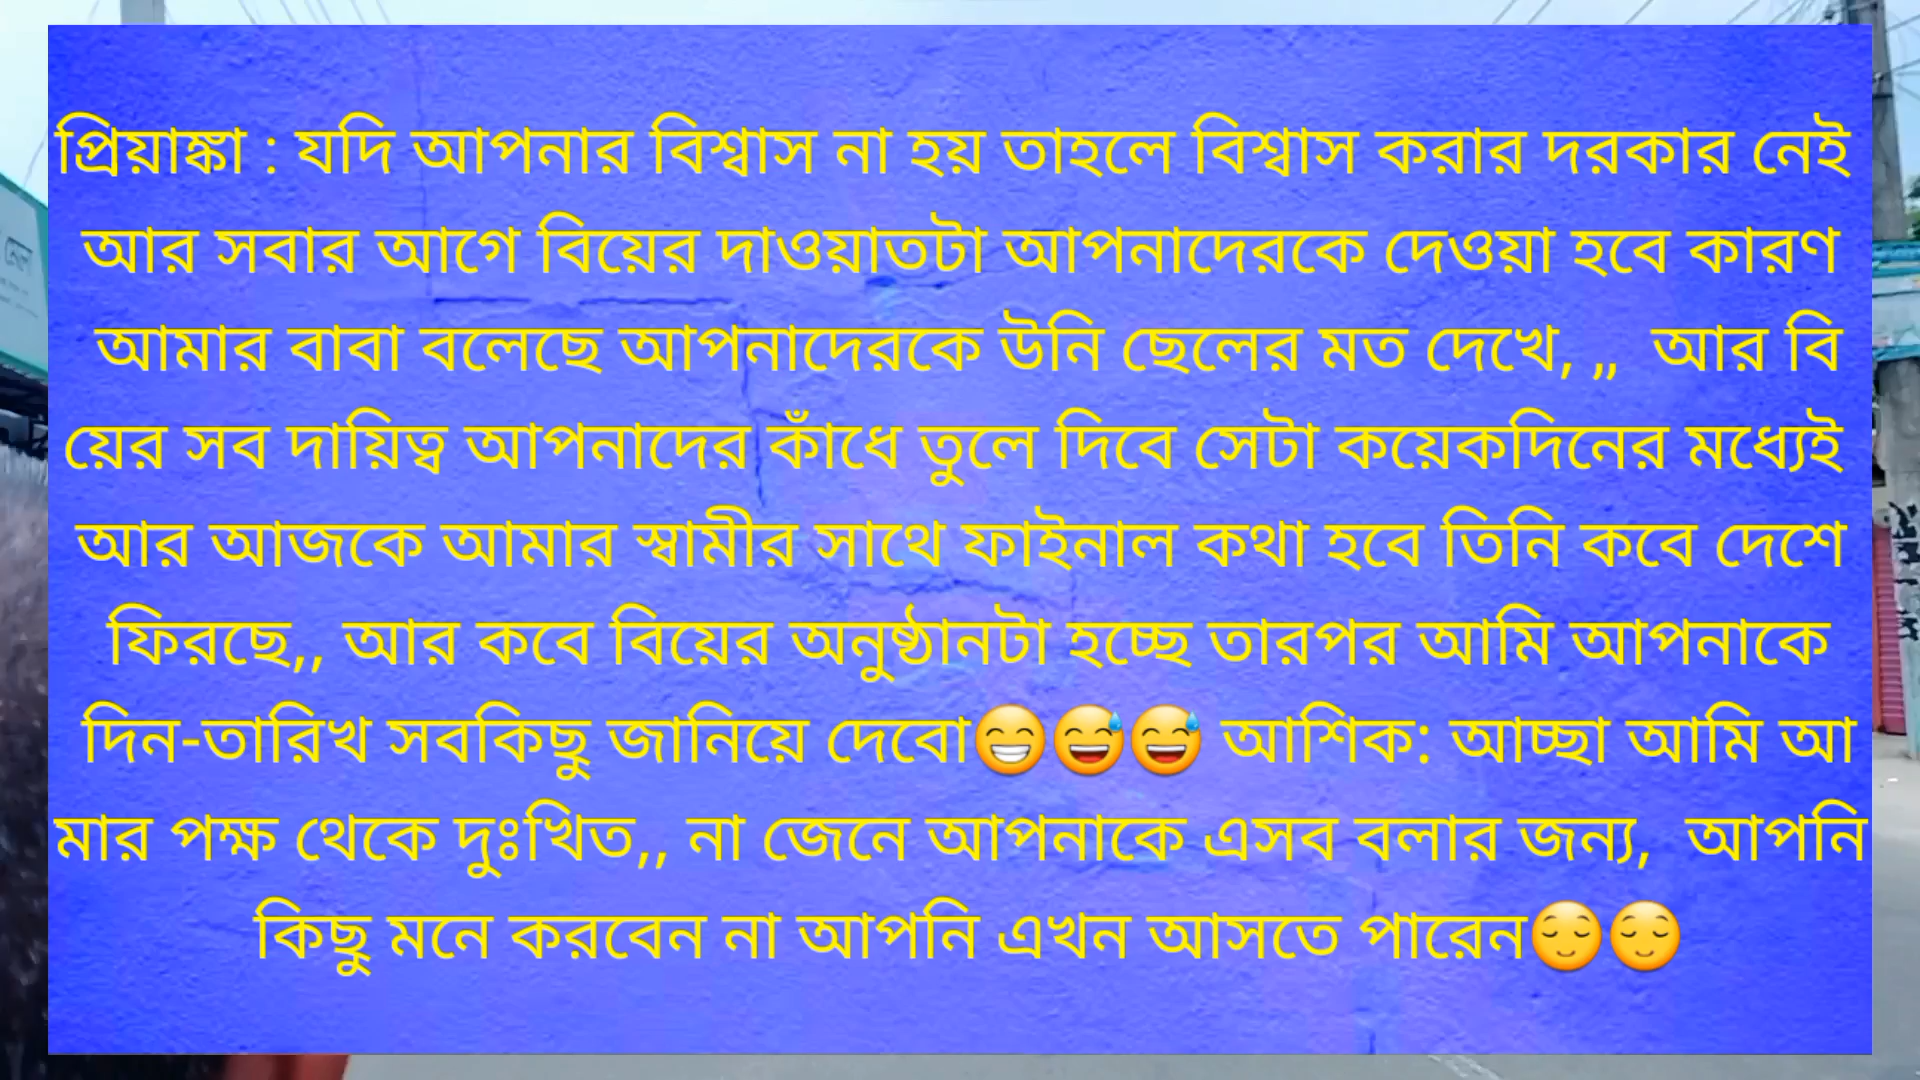 প্রিয়াঙ্কা : যদি আপনার বিশ্বাস না হয় তাহলে বিশ্বাস করার দরকার নেই
আর সবার আগে বিয়ের দাওয়াতটা আপনাদেরকে দেওয়া হবে কারণ
আমার বাবা বলেছে আপনাদেরকে উনি ছেলের মত দেখে, ,, আর বি
য়ের সব দায়িত্ব আপনাদের কাঁধে তুলে দিবে সেটা কয়েকদিনের মধ্যেই
আর আজকে আমার স্বামীর সাথে ফাইনাল কথা হবে তিনি কবে দেশে
ফিরছে,, আর কবে বিয়ের অনুষ্ঠানটা হচ্ছে তারপর আমি আপনাকে
দিন-তারিখ সবকিছু জানিয়ে দেবো😁😅😅 আশিক: আচ্ছা আমি আ
মার পক্ষ থেকে দুঃখিত,, না জেনে আপনাকে এসব বলার জন্য, আপনি
কিছু মনে করবেন না আপনি এখন আসতে পারেন😌😌